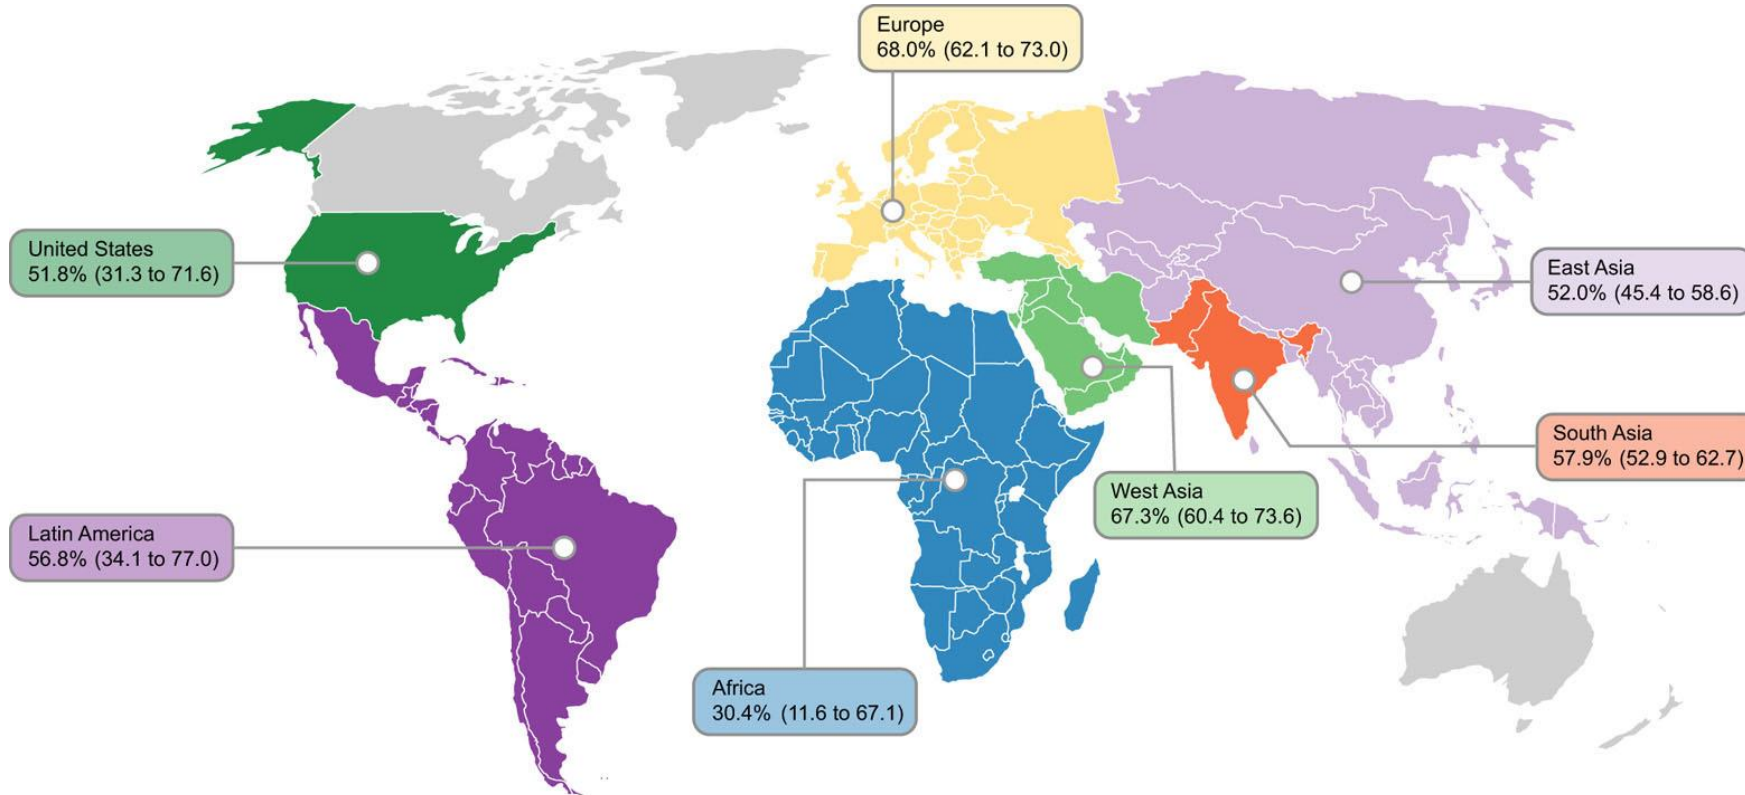 Europe
68.0% (62.1 to 73.0)
United States
51.8% (31.3 to 71.6)
East Asia
52.0% (45.4 to 58.6)
South Asia
57.9% (52.9 to 62.7)
West Asia
67.3% (60.4 to 73.6)
Latin America
56.8% (34.1 to 77.0)
Africa
30.4% (11.6 to 67.1)